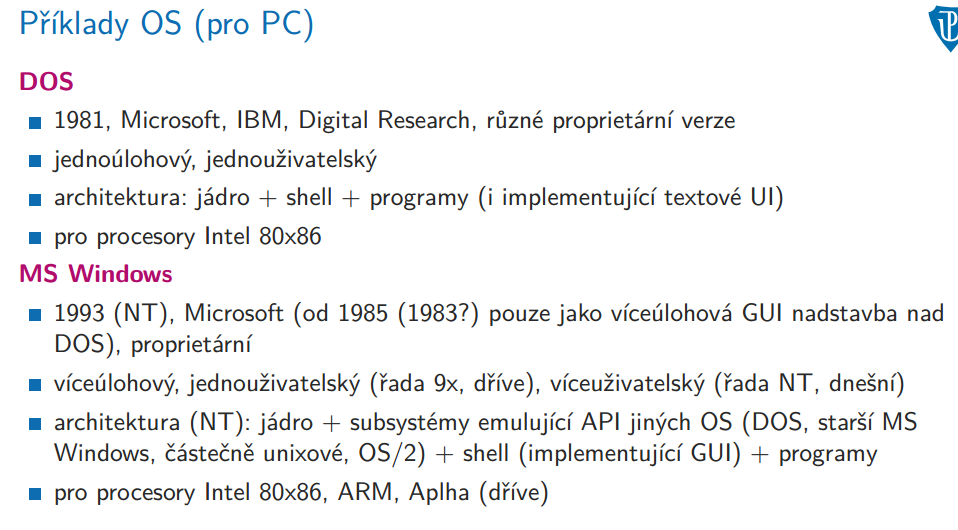 Příklady OS (pro PC)
DOS
1981, Microsoft, IBM, Digital Research, různé proprietární verze
jednoúlohový, jednouživatelský
architektura: jádro + shell + programy (i implementující textové UI)
pro procesory Intel 80x86
MS Windows
1993 (NT), Microsoft (od 1985 (1983?) pouze jako víceúlohová GUI nadstavba nad
DOS), proprietární
víceúlohový, jednouživatelský (řada 9x, dříve), víceuživatelský (řada NT, dnešní)
architektura (NT): jádro + subsystémy emulující API jiných OS (DOS, starší MS
Windows, částečně unixové, OS/2) + shell (implementující GUI) + programy
pro procesory Intel 80x86, ARM, Aplha (dříve)